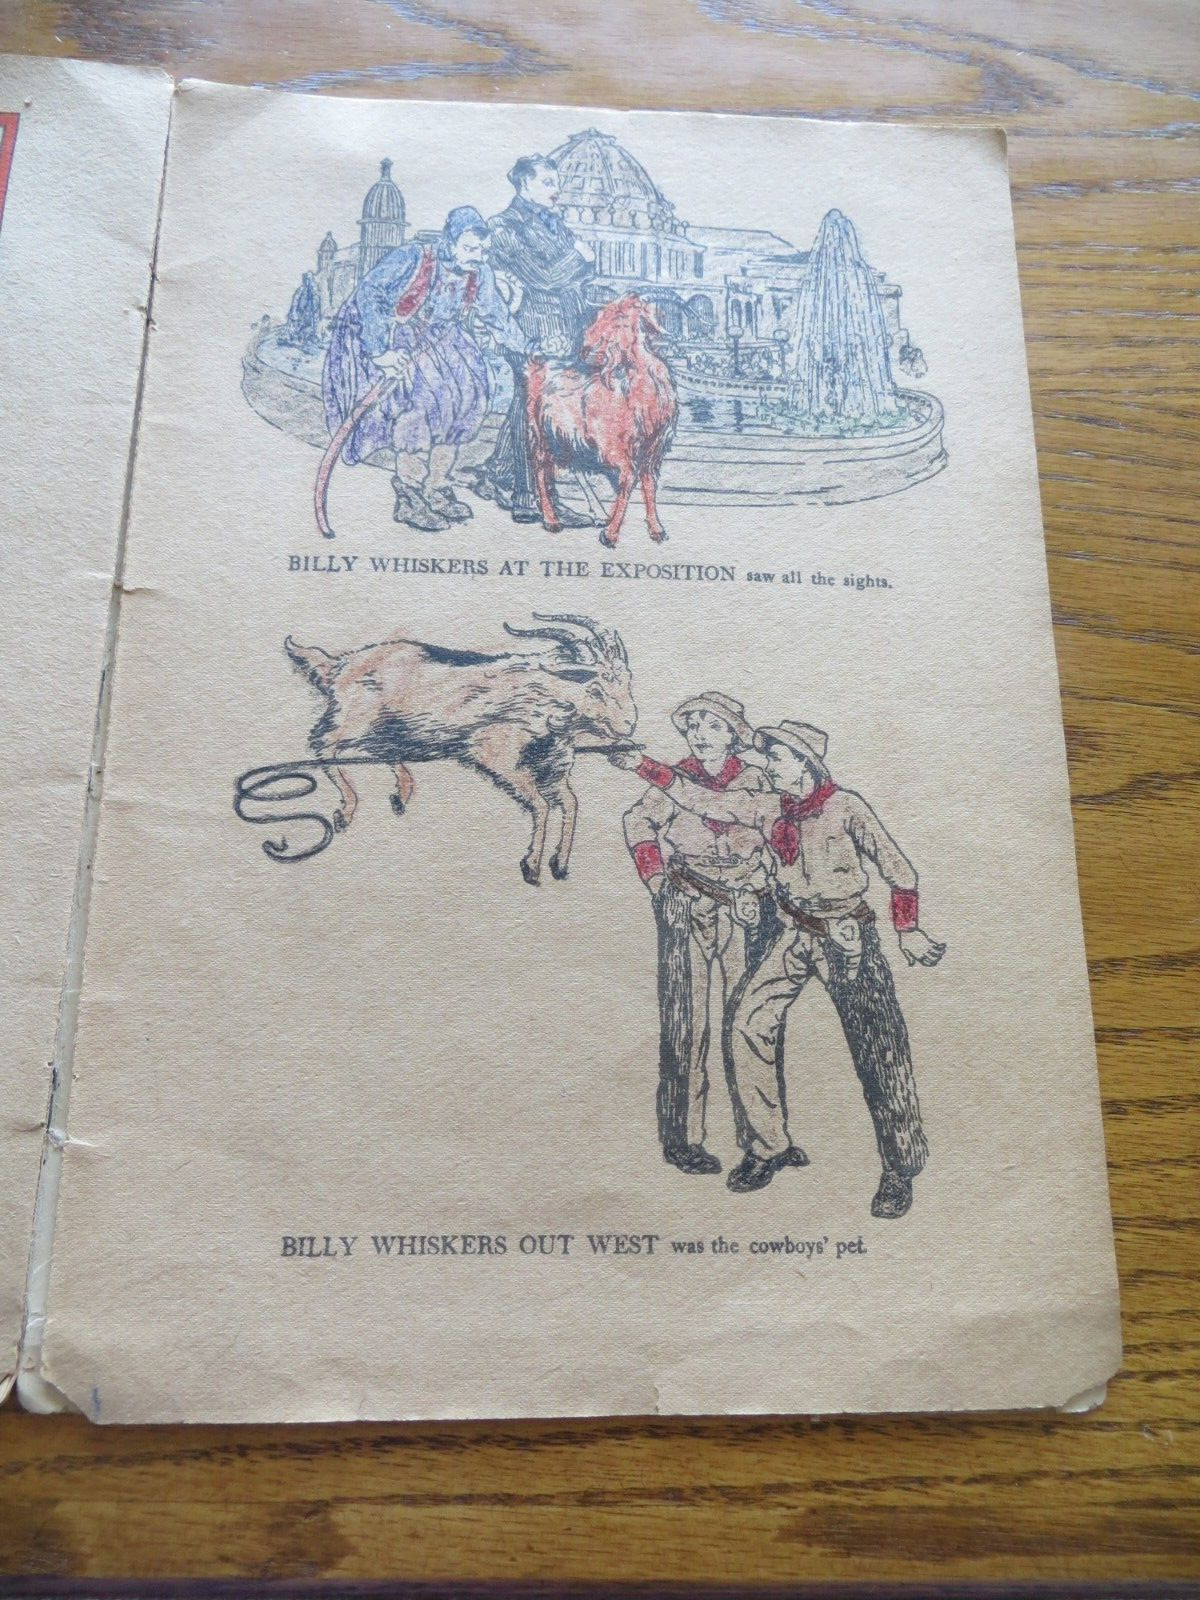 BILLY WHISKERS AT THE EXPOSITION saw all the sights.
BILLY WHISKERS OUT WEST was the cowboys' pet.